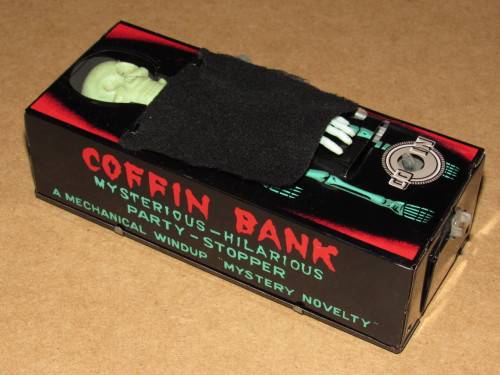 COFFIN BANK
MYSTERIOUS-HILARIOUS
PARTY-STOPPER
A MECHANICAL WINDUP "MYSTERY NOVELTY"